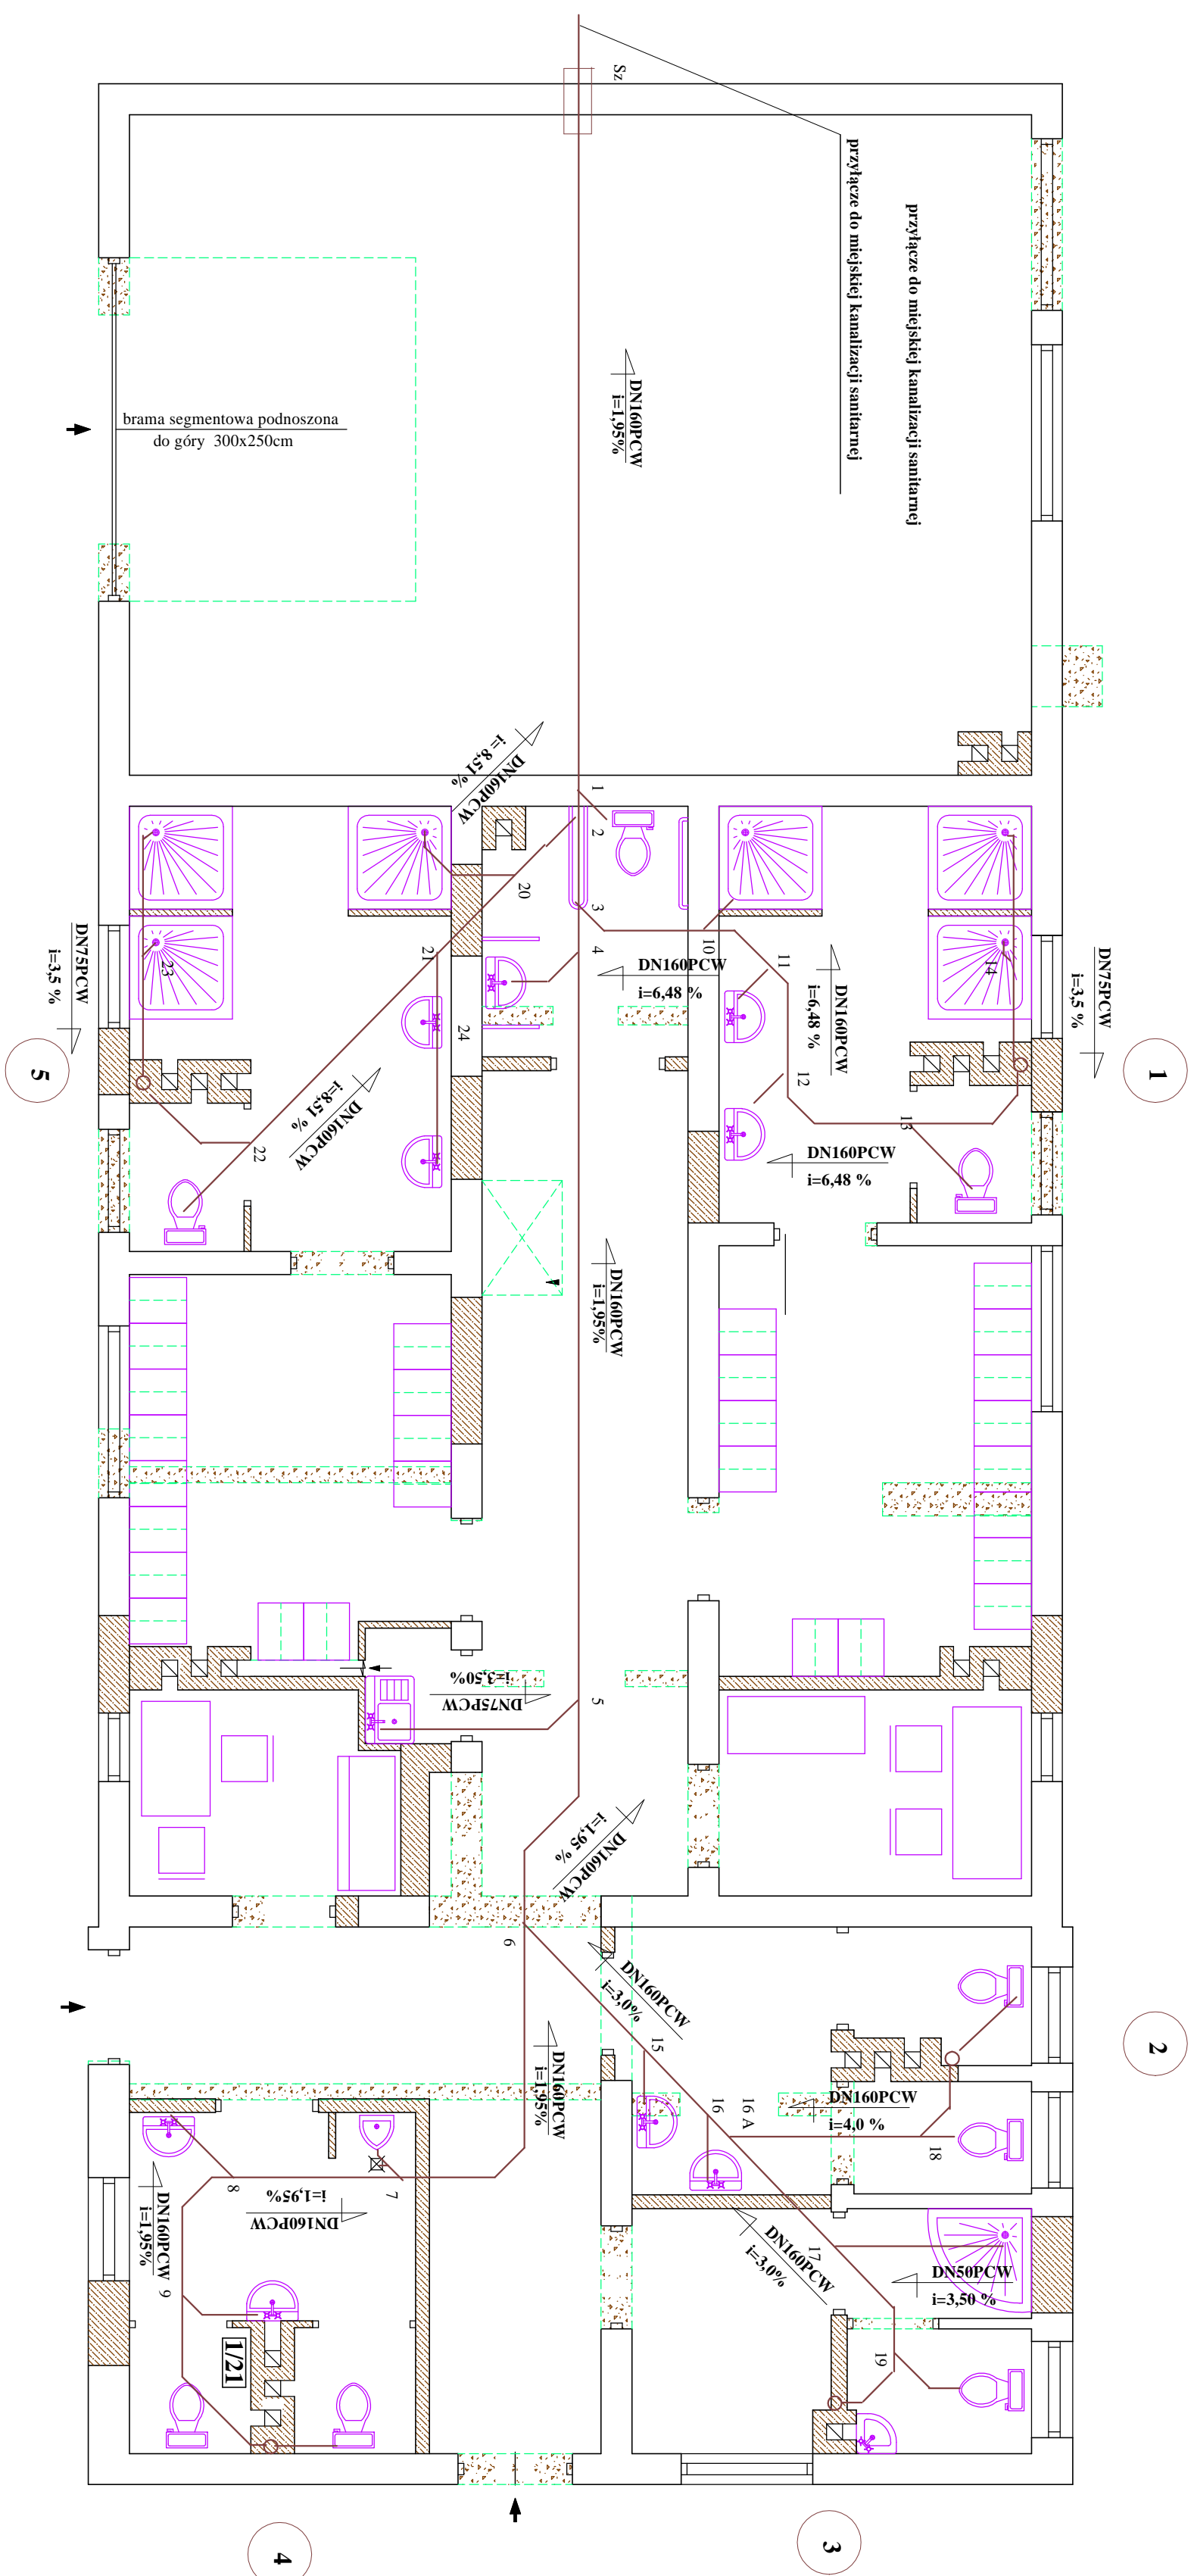 Sz
przyłącze do miejskiej kanalizacji sanitarnej
przyłącze do miejskiej kanalizacji sanitarnej
DN160PCW
i=1,95%
brama segmentowa podnoszona
do góry 300x250cm
DN160PCW
i= 8,51 %
1
2
3
4
20
21
10
11
14
23
24
DN75PCW
i=3,5 %
DN75PCW
i=3,5 %
DN160PCW
i=6,48 %
DN160PCW
i=6,48 %
5
1
12
13
DN160PCW
i=8,51 %
22
DN160PCW
i=6,48 %
DN160PCW
i=1,95%
DN75PCW
i=3,50%
5
DN160PCW
i=1,95 %
6
DN160PCW
i=3,0%
15
2
DN160PCW
i=1,95%
16
16 A
DN160PCW
i=4,0 %
18
7
8
DN160PCW
i=1,95%
DN160PCW
i=1,95%
9
DN160PCW
i=3,0%
17
DN50PCW
i=3,50 %
19
1/21
4
3